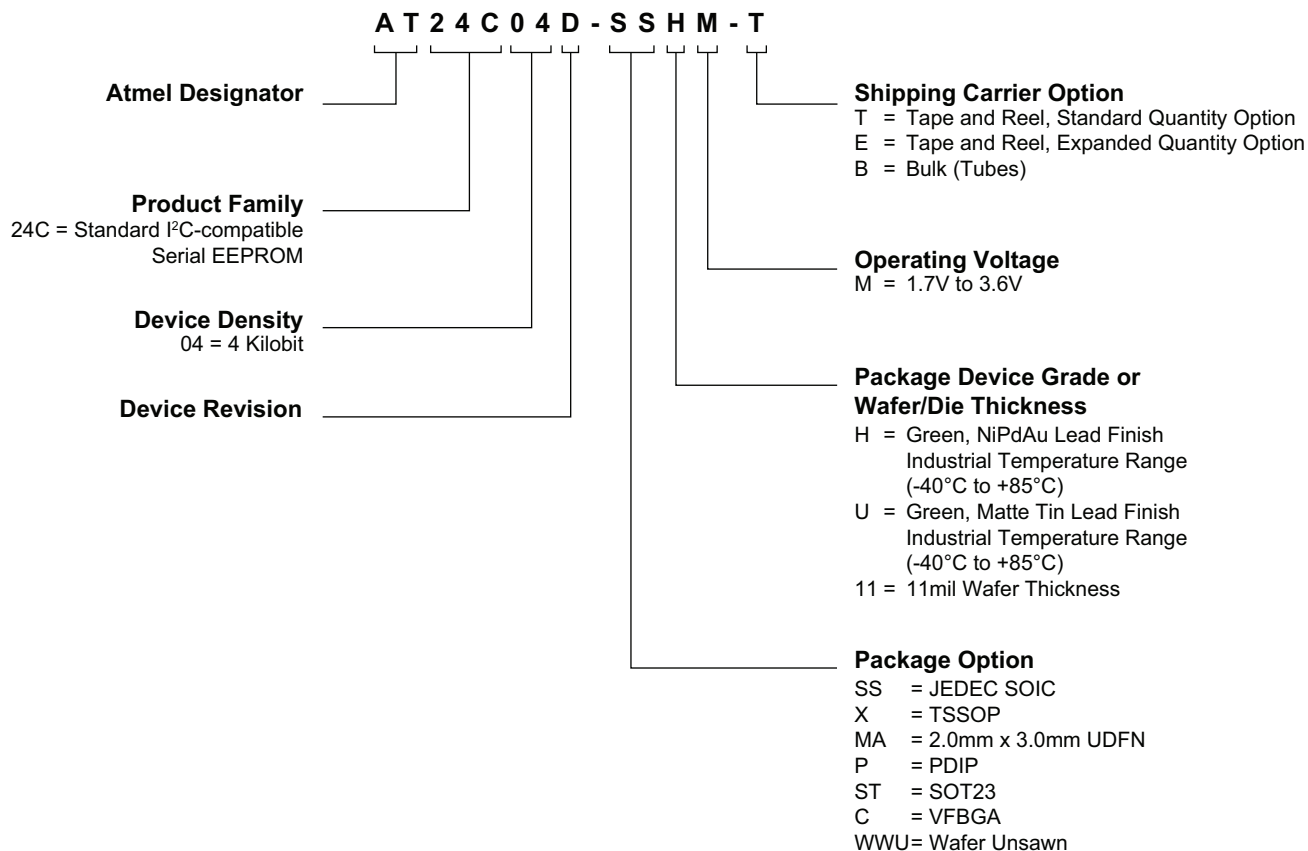 AT24C04D-SSHM-T
Atmel Designator
Product Family
24C = Standard I²C-compatible
Serial EEPROM
Device Density
04 = 4 Kilobit
Device Revision
Shipping Carrier Option
T = Tape and Reel, Standard Quantity Option
E = Tape and Reel, Expanded Quantity Option
B = Bulk (Tubes)
Operating Voltage
M = 1.7V to 3.6V
Package Device Grade or
Wafer/Die Thickness
H = Green, NiPdAu Lead Finish
Industrial Temperature Range
(-40°C to +85°C)
U = Green, Matte Tin Lead Finish
Industrial Temperature Range
(-40°C to +85°C)
11 = 11mil Wafer Thickness
Package Option
SS = JEDEC SOIC
X = TSSOP
MA = 2.0mm x 3.0mm UDFN
P = PDIP
ST = SOT23
C = VFBGA
WWU= Wafer Unsawn